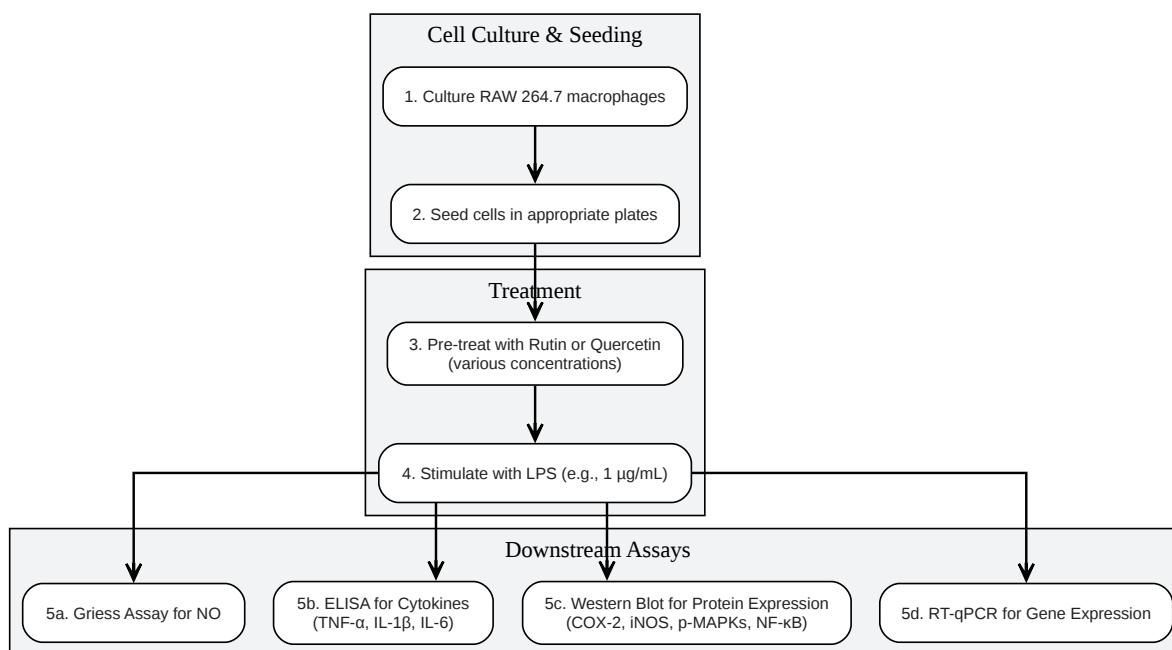 Cell Culture & Seeding
1. Culture RAW 264.7 macrophages
2. Seed cells in appropriate plates
Treatment
3. Pre-treat with Rutin or Quercetin
(various concentrations)
4. Stimulate with LPS (e.g., 1 µg/mL)
Downstream Assays
5a. Griess Assay for NO
5b. ELISA for Cytokines
(TNF-α, IL-1β, IL-6)
5c. Western Blot for Protein Expression
(COX-2, iNOS, p-MAPKs, NF-κB)
5d. RT-qPCR for Gene Expression